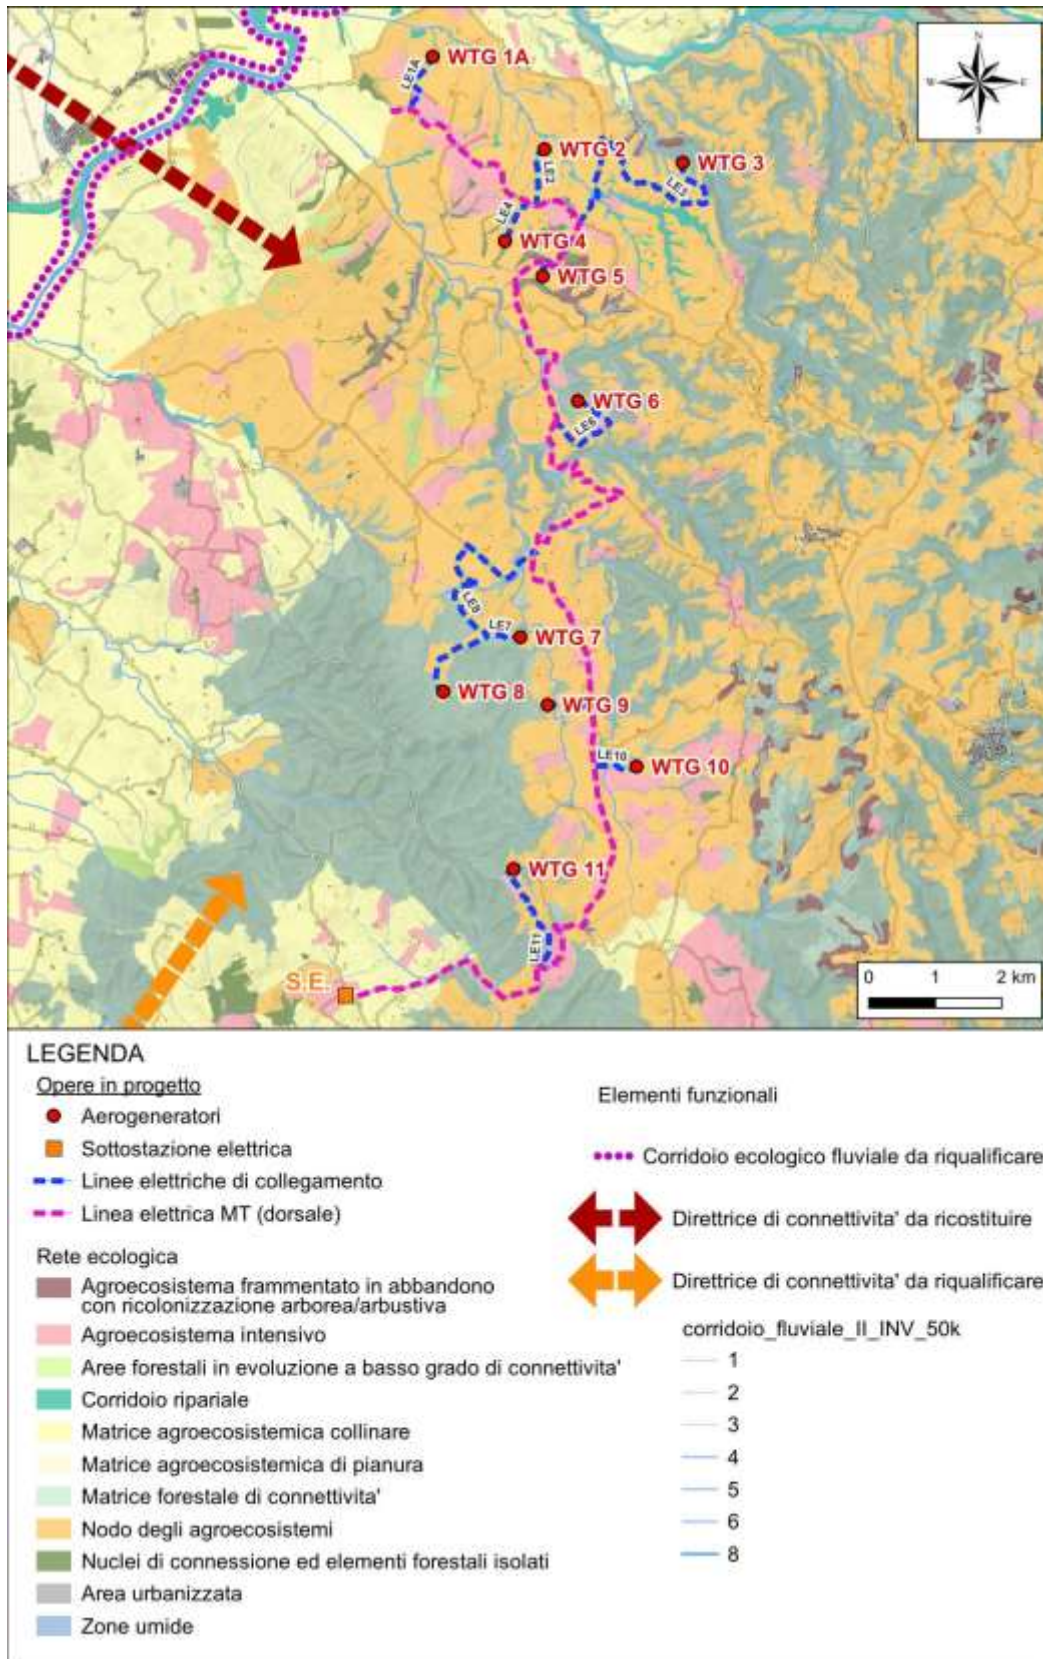 N
W E
S
WTG 1A
LE1A
WTG 2
LE2
WTG 3
LE3
LE4
WTG 4
WTG 5
WTG 6
LE6
LE8
LE7
WTG 7
WTG 8
WTG 9
LE10
WTG 10
WTG 11
LE11
S.E.
0 1 2 km
LEGENDA
Opere in progetto
Aerogeneratori
Sottostazione elettrica
Linee elettriche di collegamento
Linea elettrica MT (dorsale)
Rete ecologica
Agroecosistema frammentato in abbandono
con ricolonizzazione arborea/arbustiva
Agroecosistema intensivo
Aree forestali in evoluzione a basso grado di connettivita'
Corridoio ripariale
Matrice agroecosistemica collinare
Matrice agroecosistemica di pianura
Matrice forestale di connettivita'
Nodo degli agroecosistemi
Nuclei di connessione ed elementi forestali isolati
Area urbanizzata
Zone umide
Elementi funzionali
Corridoio ecologico fluviale da riqualificare
Direttrice di connettivita' da ricostituire
Direttrice di connettivita' da riqualificare
corridoio_fluviale_II_INV_50k
1
2
3
4
5
6
8